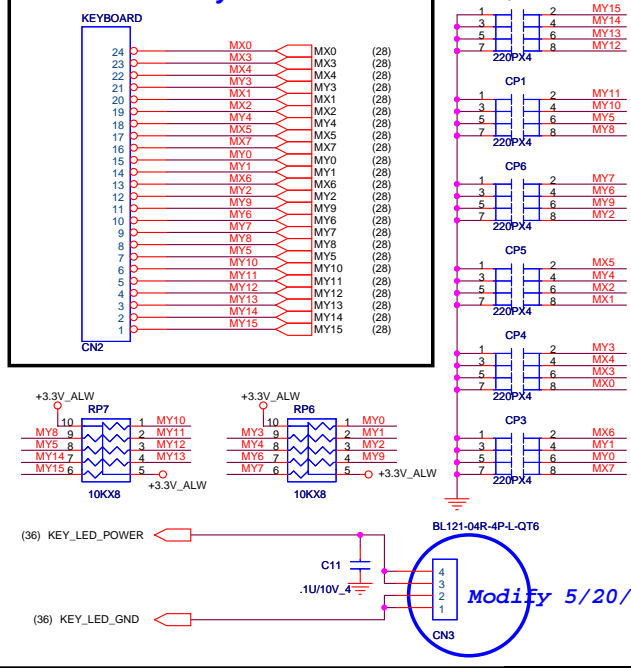 KEYBOARD
24 MX0 MX0 (28)
23 MX3 MX3 (28)
22 MX4 MX4 (28)
21 MY3 MY3 (28)
20 MX1 MX1 (28)
19 MX2 MX2 (28)
18 MY4 MY4 (28)
17 MX5 MX5 (28)
16 MX7 MX7 (28)
15 MY0 MY0 (28)
14 MY1 MY1 (28)
13 MX6 MX6 (28)
12 MY2 MY2 (28)
11 MY9 MY9 (28)
10 MY6 MY6 (28)
9 MY7 MY7 (28)
8 MY8 MY8 (28)
7 MY5 MY5 (28)
6 MY10 MY10 (28)
5 MY11 MY11 (28)
4 MY12 MY12 (28)
3 MY13 MY13 (28)
2 MY14 MY14 (28)
1 MY15 MY15 (28)
CN2
1 2 MY15
3 4 MY14
5 6 MY13
7 8 MY12
220PX4
CP1
1 2 MY11
3 4 MY10
5 6 MY5
7 8 MY8
220PX4
CP6
1 2 MY7
3 4 MY6
5 6 MY9
7 8 MY2
220PX4
CP5
1 2 MX5
3 4 MY4
5 6 MX2
7 8 MX1
220PX4
CP4
1 2 MY3
3 4 MX4
5 6 MX3
7 8 MX0
220PX4
CP3
1 2 MX6
3 4 MY1
5 6 MY0
7 8 MX7
220PX4
+3.3V_ALW
RP7
10 1 MY10
MY8 9 2 MY11
MY5 8 3 MY12
MY14 7 4 MY13
MY15 6 5
+3.3V_ALW
10KX8
+3.3V_ALW
RP6
10 1 MY0
MY3 9 2 MY1
MY4 8 3 MY2
MY6 7 4 MY9
MY7 6 5 +3.3V_ALW
10KX8
BL121-04R-4P-L-QT6
(36) KEY_LED_POWER
C11
.1U/10V_4
4
3
2
1
Modify 5/20/
(36) KEY_LED_GND
CN3